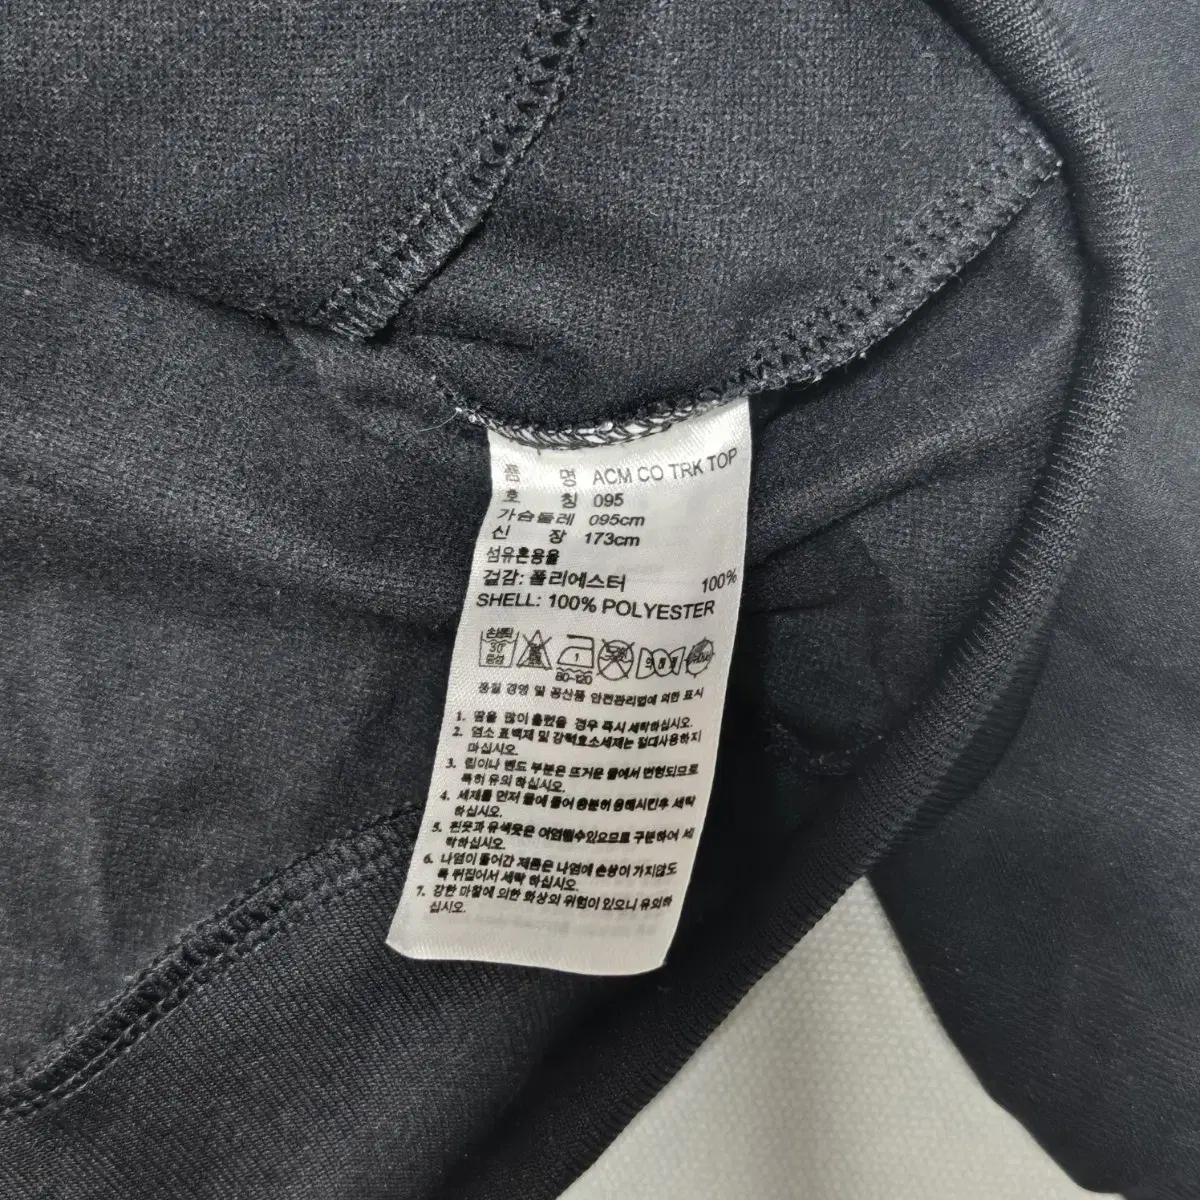 품 명 ACM CO TRK TOP
호 칭 095
가슴둘레 095cm
신 장 173cm
섬유혼용율
겉감: 폴리에스터 100%
SHELL: 100% POLYESTER
손세탁 30 중성
1
80-120
품질 경영 및 공산품 안전관리법에 의한 표시
1. 땀을 많이 흘렸을 경우 즉시 세탁하십시오.
2. 염소 표백제 및 강력효소세제는 절대사용하지
마십시오.
3. 립이나 밴드 부분은 뜨거운 물에서 변형되므로
특히 유의 하십시오.
4. 세제를 먼저 물에 풀어 충분히 용해시킨후 세탁
하십시오.
5. 흰옷과 유색옷은 이염될수있으므로 구분하여 세
탁하십시오.
6. 나염이 들어간 제품은 나염에 손상이 가지않도
록 뒤집어서 세탁 하십시오.
7. 강한 마찰에 의한 화상의 위험이 있으니 유의하
십시오.